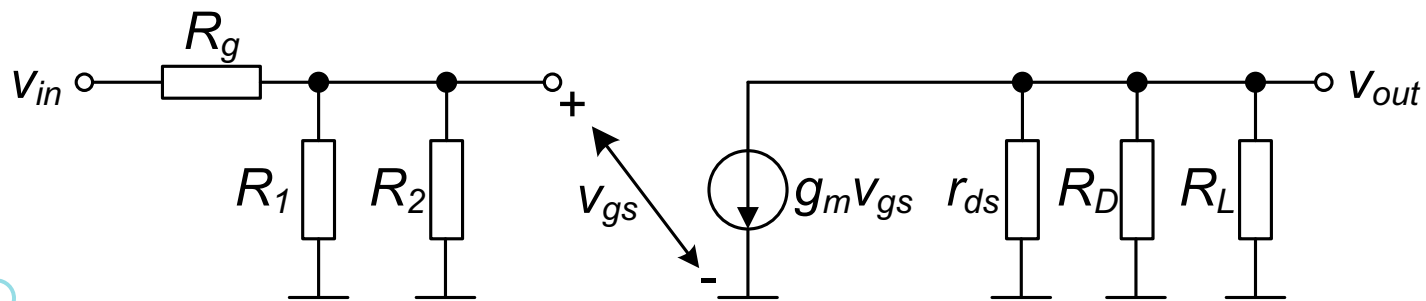 R_g
v_in
v_out
+
R_1
R_2
v_gs
g_m v_gs
r_ds
R_D
R_L
-